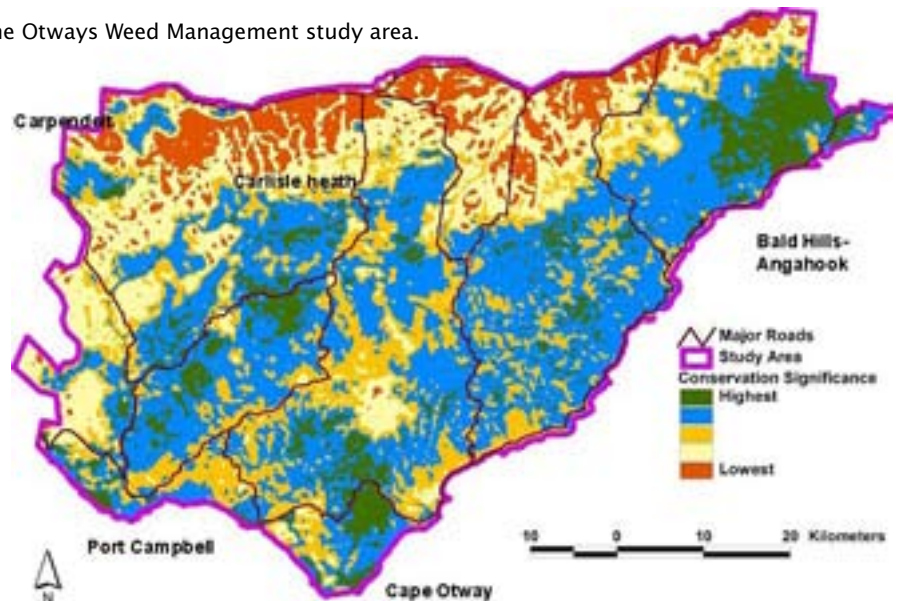 he Otways Weed Management study area.
Carpendeit
Carlisle heath
Bald Hills-
Angahook
Major Roads
Study Area
Conservation Significance
Highest
Lowest
10 0 10 20 Kilometers
Port Campbell
Cape Otway
N